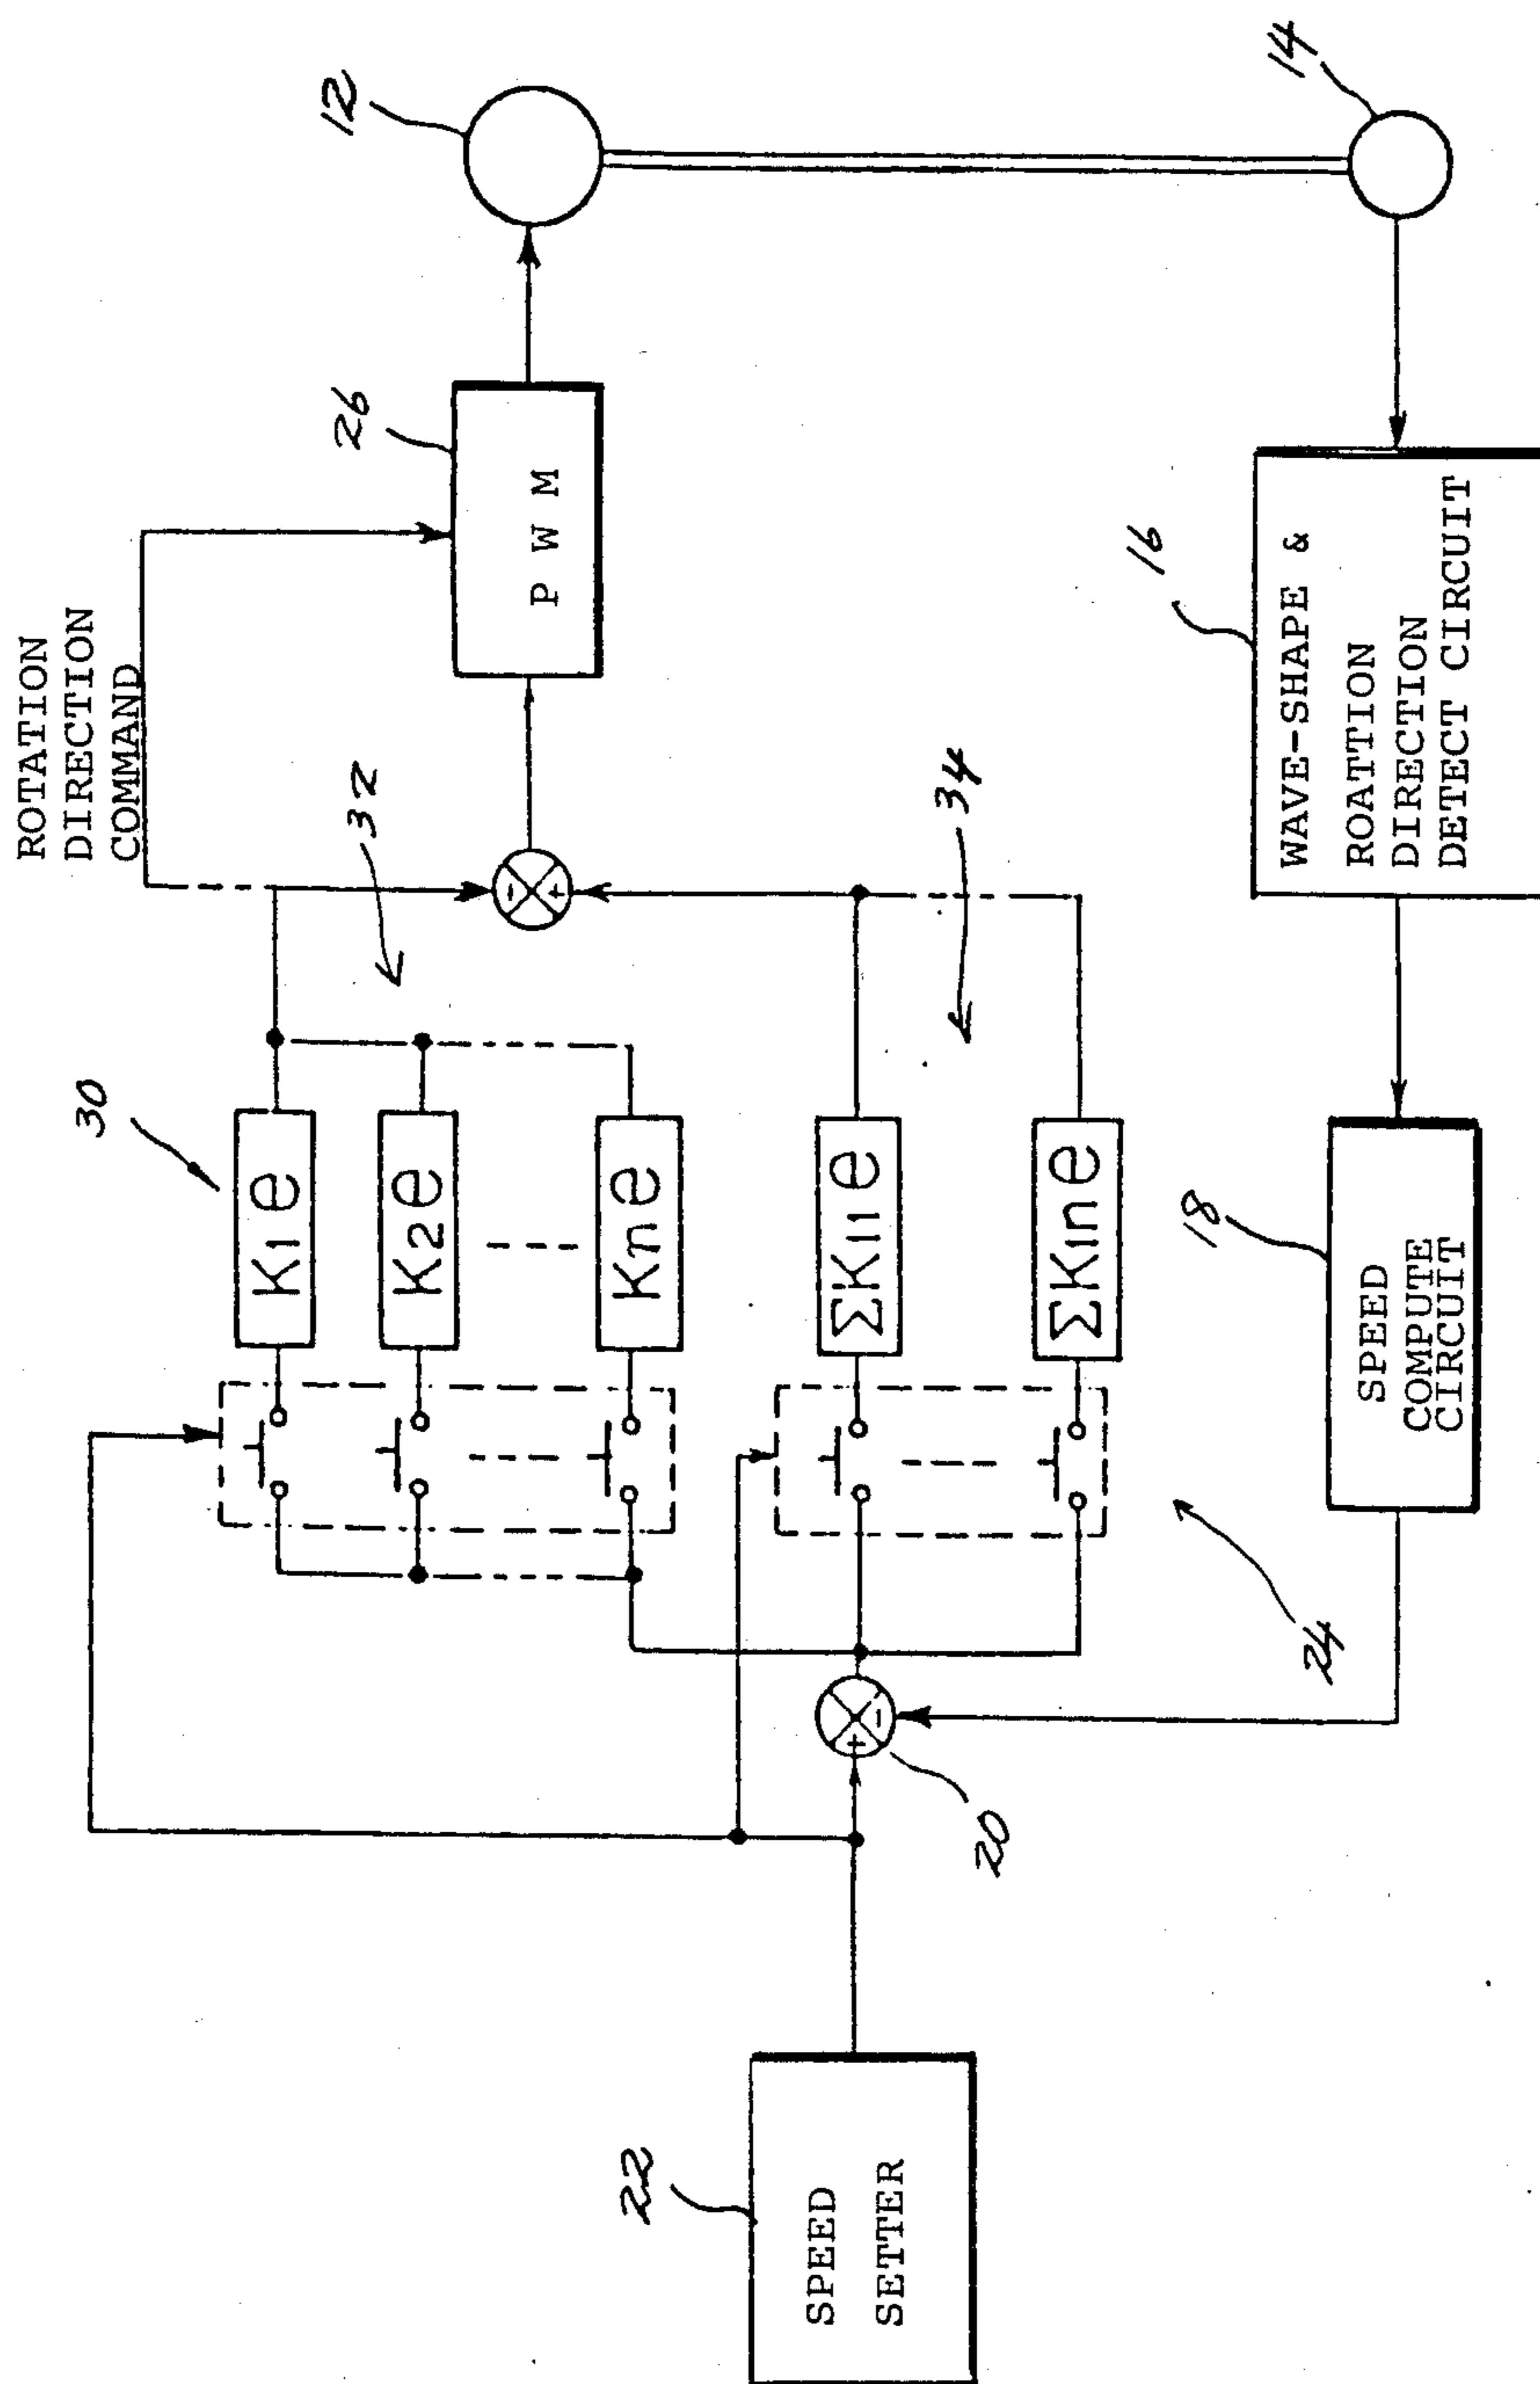 ROTATION
DIRECTION
COMMAND
12
26
P W M
32
30
K1e
K2e
Kne
-
+
34
ΣK11e
ΣK1ne
14
16
WAVE-SHAPE &
ROATTION
DIRECTION
DETECT CIRCUIT
18
SPEED
COMPUTE
CIRCUIT
24
+
-
20
22
SPEED
SETTER